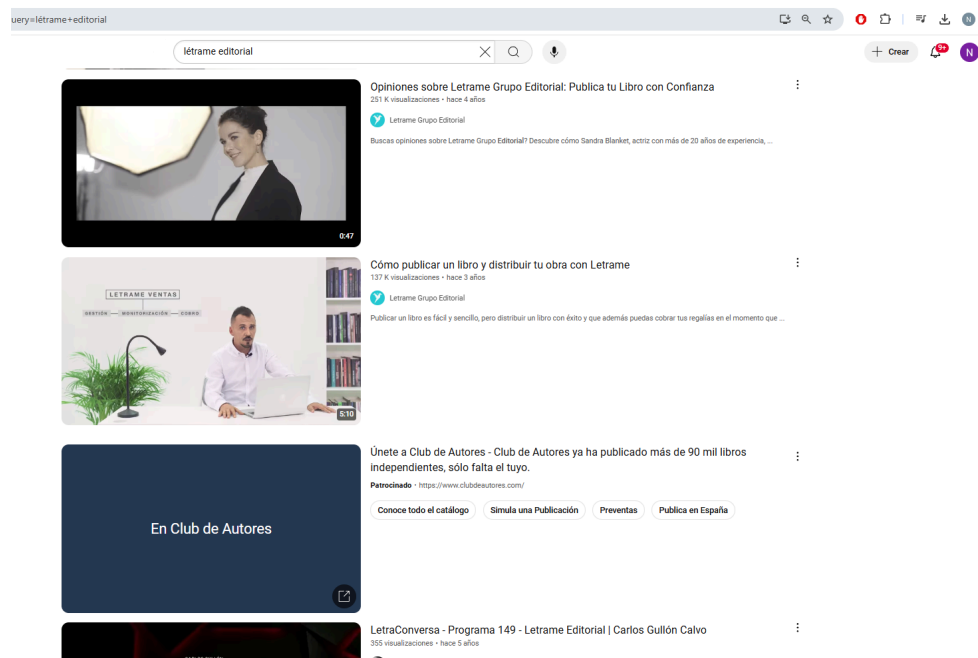 uery=létrame+editorial
létrame editorial
Crear
9+
N
N
Opiniones sobre Letrame Grupo Editorial: Publica tu Libro con Confianza
251 K visualizaciones • hace 4 años
Letrame Grupo Editorial
Buscas opiniones sobre Letrame Grupo Editorial? Descubre cómo Sandra Blanket, actriz con más de 20 años de experiencia, ...
0:47
LETRAME VENTAS
GESTIÓN — MONITORIZACIÓN — COBRO
5:10
Cómo publicar un libro y distribuir tu obra con Letrame
137 K visualizaciones • hace 3 años
Letrame Grupo Editorial
Publicar un libro es fácil y sencillo, pero distribuir un libro con éxito y que además puedas cobrar tus regalías en el momento que ...
En Club de Autores
Únete a Club de Autores - Club de Autores ya ha publicado más de 90 mil libros
independientes, sólo falta el tuyo.
Patrocinado · https://www.clubdeautores.com/
Conoce todo el catálogo
Simula una Publicación
Preventas
Publica en España
LetraConversa - Programa 149 - Letrame Editorial | Carlos Gullón Calvo
355 visualizaciones • hace 5 años